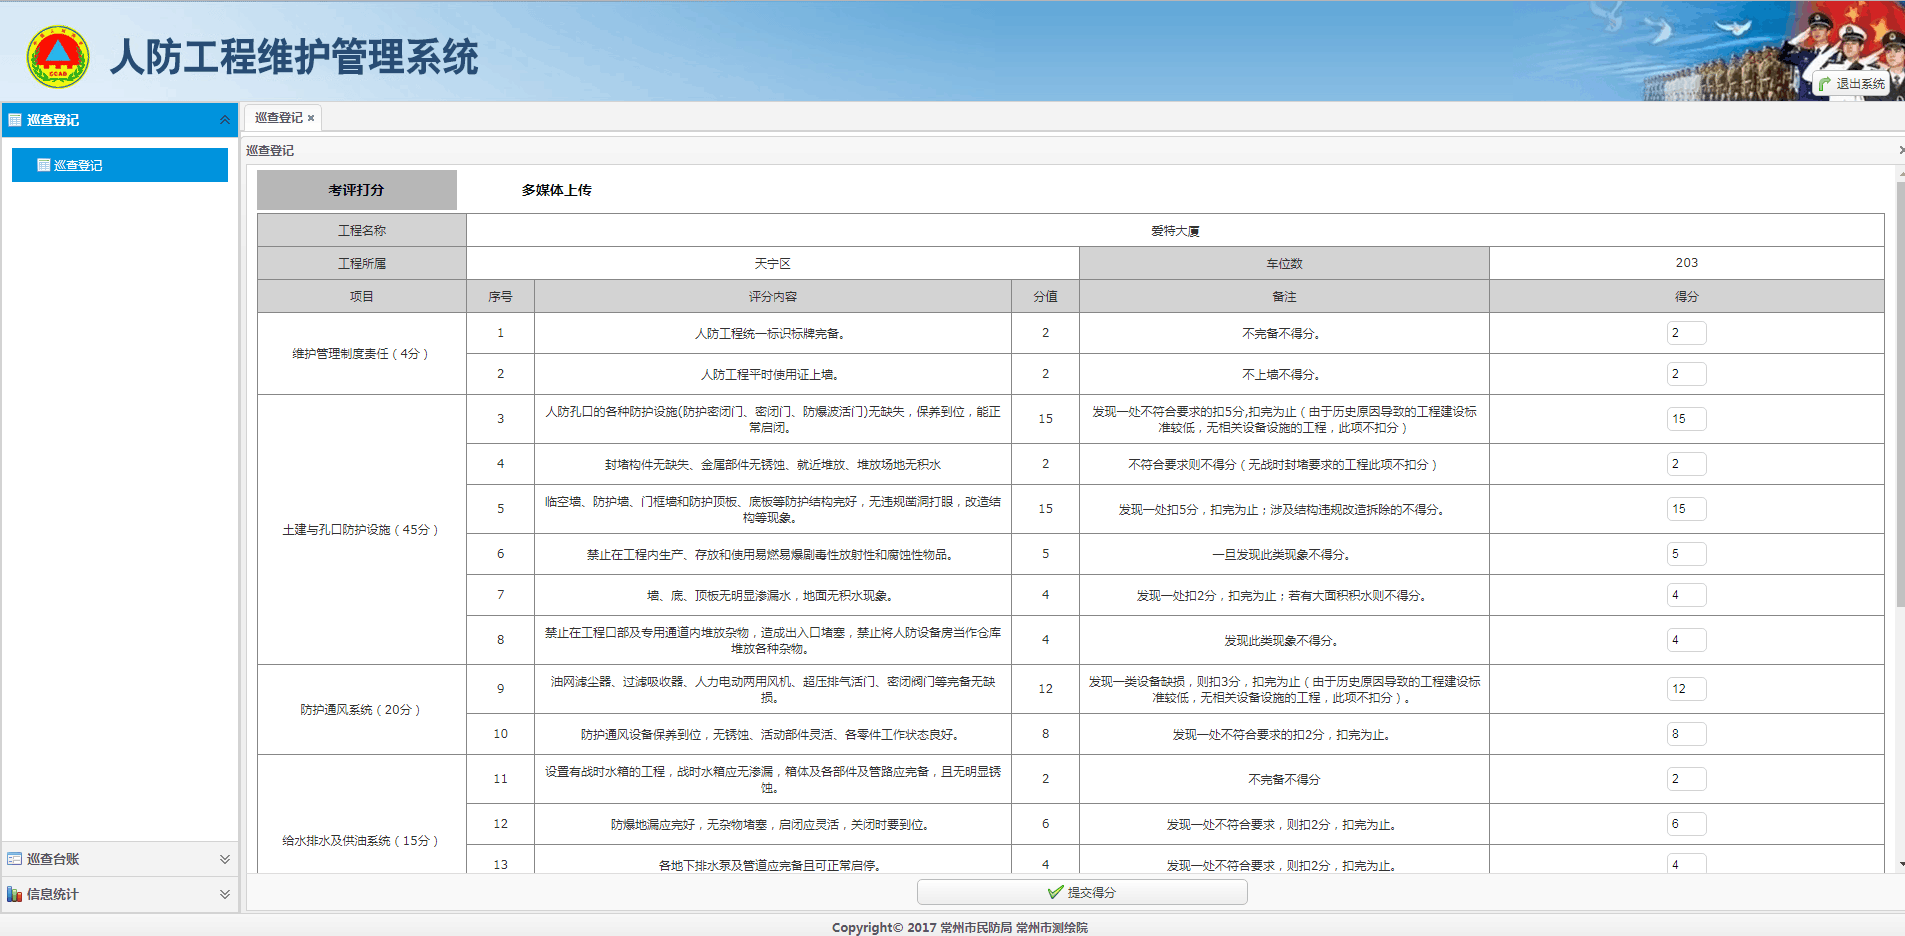 人防工程维护管理系统
退出系统
巡查登记
巡查登记
巡查台账
信息统计
巡查登记
巡查登记
考评打分 多媒体上传
工程名称 爱特大厦
工程所属 天宁区 车位数 203
项目 序号 评分内容 分值 备注 得分
维护管理制度责任（4分）
1 人防工程统一标识标牌完备。 2 不完备不得分。 2
2 人防工程平时使用证上墙。 2 不上墙不得分。 2
土建与孔口防护设施（45分）
3 人防孔口的各种防护设施(防护密闭门、密闭门、防爆波活门)无缺失，保养到位，能正
常启闭。 15 发现一处不符合要求的扣5分,扣完为止（由于历史原因导致的工程建设标
准较低，无相关设备设施的工程，此项不扣分） 15
4 封堵构件无缺失、金属部件无锈蚀、就近堆放、堆放场地无积水 2 不符合要求则不得分（无战时封堵要求的工程此项不扣分） 2
5 临空墙、防护墙、门框墙和防护顶板、底板等防护结构完好，无违规凿洞打眼，改造结
构等现象。 15 发现一处扣5分，扣完为止；涉及结构违规改造拆除的不得分。 15
6 禁止在工程内生产、存放和使用易燃易爆剧毒性放射性和腐蚀性物品。 5 一旦发现此类现象不得分。 5
7 墙、底、顶板无明显渗漏水，地面无积水现象。 4 发现一处扣2分，扣完为止；若有大面积积水则不得分。 4
8 禁止在工程口部及专用通道内堆放杂物，造成出入口堵塞，禁止将人防设备房当作仓库
堆放各种杂物。 4 发现此类现象不得分。 4
防护通风系统（20分）
9 油网滤尘器、过滤吸收器、人力电动两用风机、超压排气活门、密闭阀门等完备无缺
损。 12 发现一类设备缺损，则扣3分，扣完为止（由于历史原因导致的工程建设标
准较低，无相关设备设施的工程，此项不扣分）。 12
10 防护通风设备保养到位，无锈蚀、活动部件灵活、各零件工作状态良好。 8 发现一处不符合要求的扣2分，扣完为止。 8
给水排水及供油系统（15分）
11 设置有战时水箱的工程，战时水箱应无渗漏，箱体及各部件及管路应完备，且无明显锈
蚀。 2 不完备不得分 2
12 防爆地漏应完好，无杂物堵塞，启闭应灵活，关闭时要到位。 6 发现一处不符合要求，则扣2分，扣完为止。 6
13 各地下排水泵及管道应完备且可正常启停。 4 发现一处不符合要求，则扣2分，扣完为止。 4
提交得分
Copyright© 2017 常州市民防局 常州市测绘院